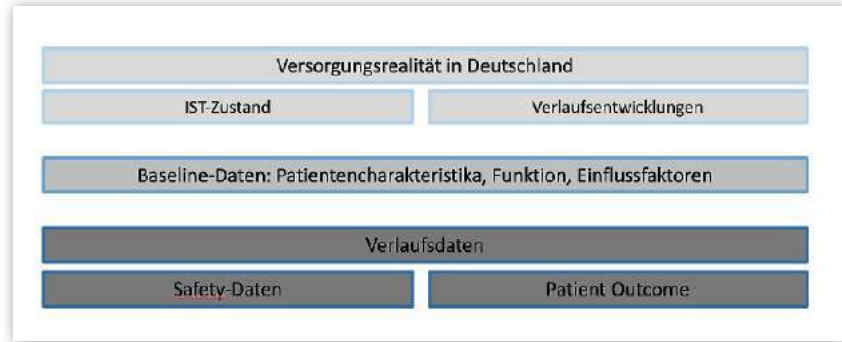 Versorgungsrealität in Deutschland
IST-Zustand
Verlaufsentwicklungen
Baseline-Daten: Patientencharakteristika, Funktion, Einflussfaktoren
Verlaufsdaten
Safety-Daten
Patient Outcome